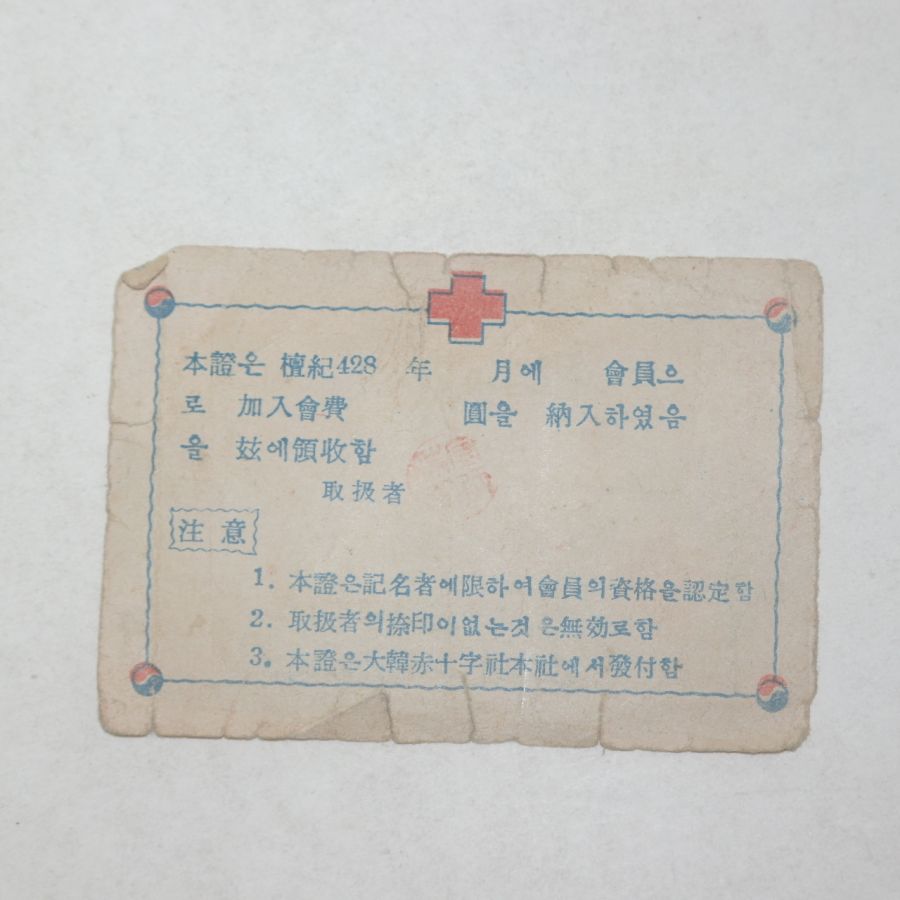 本證은 檀紀428 年 月에 會員으
로 加入會費 圓을 納入하였음
을 玆에領收함
取扱者
注意
1. 本證은記名者에限하여會員의資格을認定함
2. 取扱者의捺印이없는것은無効로함
3. 本證은大韓赤十字社本社에서發付함